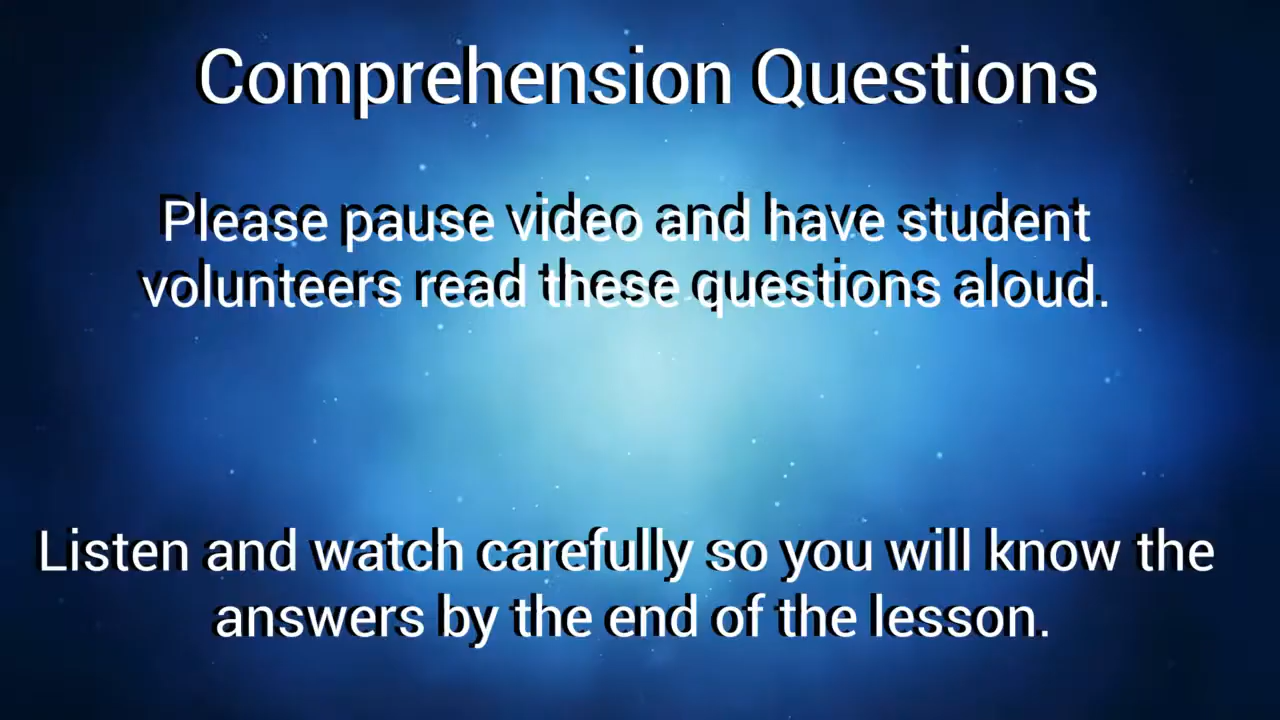 Comprehension Questions
Please pause video and have student
volunteers read these questions aloud.
Listen and watch carefully so you will know the
answers by the end of the lesson.